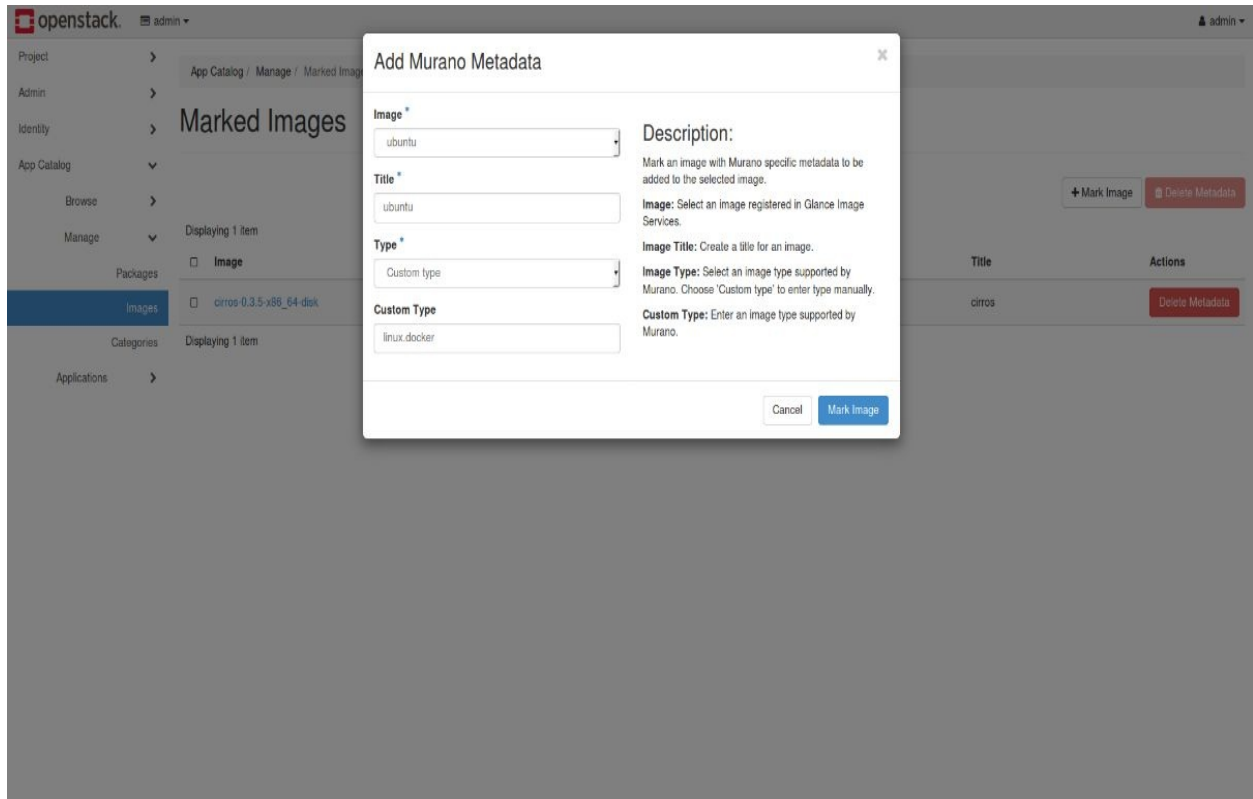 openstack. admin admin
Project
Admin
Identity
App Catalog
Browse
Manage
Packages
Images
Categories
Applications
App Catalog / Manage / Marked Imag
Marked Images
+ Mark Image Delete Metadata
Displaying 1 item
Image Title Actions
cirros-0.3.5-x86_64-disk cirros Delete Metadata
Displaying 1 item
Add Murano Metadata ×
Image *
ubuntu
Title *
ubuntu
Type *
Custom type
Custom Type
linux.docker
Description:
Mark an image with Murano specific metadata to be
added to the selected image.
Image: Select an image registered in Glance Image
Services.
Image Title: Create a title for an image.
Image Type: Select an image type supported by
Murano. Choose 'Custom type' to enter type manually.
Custom Type: Enter an image type supported by
Murano.
Cancel Mark Image